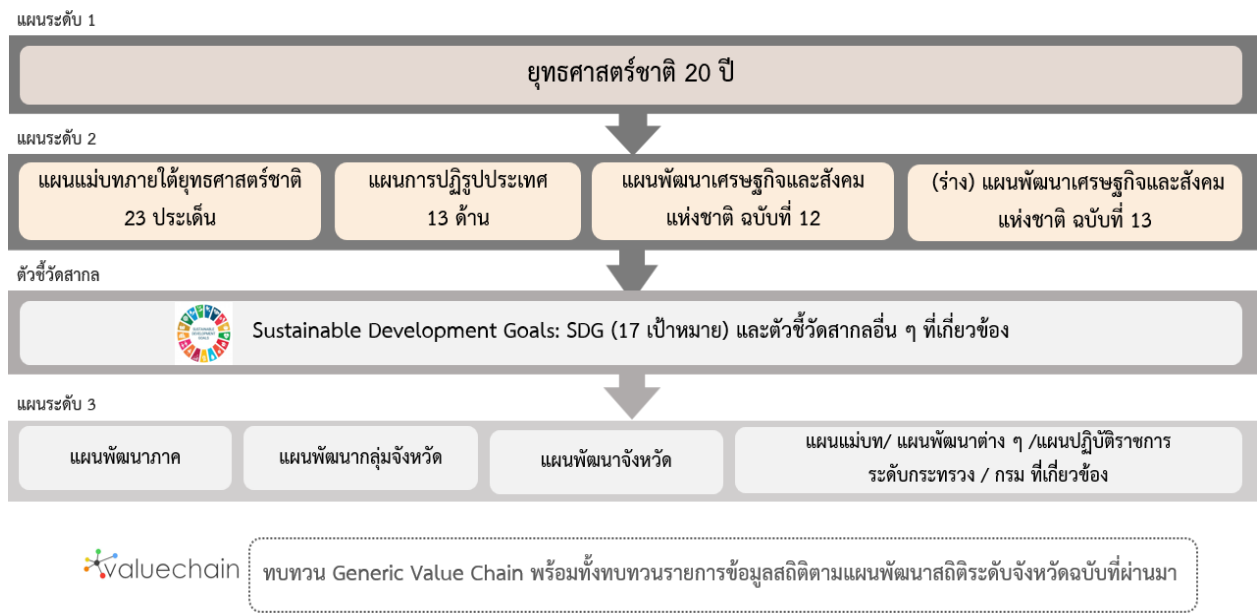 แผนระดับ 1
ยุทธศาสตร์ชาติ 20 ปี
แผนระดับ 2
แผนแม่บทภายใต้ยุทธศาสตร์ชาติ
23 ประเด็น
แผนการปฏิรูปประเทศ
13 ด้าน
แผนพัฒนาเศรษฐกิจและสังคม
แห่งชาติ ฉบับที่ 12
(ร่าง) แผนพัฒนาเศรษฐกิจและสังคม
แห่งชาติ ฉบับที่ 13
ตัวชี้วัดสากล
SUSTAINABLE
DEVELOPMENT
GOALS
Sustainable Development Goals: SDG (17 เป้าหมาย) และตัวชี้วัดสากลอื่น ๆ ที่เกี่ยวข้อง
แผนระดับ 3
แผนพัฒนาภาค
แผนพัฒนากลุ่มจังหวัด
แผนพัฒนาจังหวัด
แผนแม่บท/ แผนพัฒนาต่าง ๆ /แผนปฏิบัติราชการ
ระดับกระทรวง / กรม ที่เกี่ยวข้อง
valuechain
ทบทวน Generic Value Chain พร้อมทั้งทบทวนรายการข้อมูลสถิติตามแผนพัฒนาสถิติระดับจังหวัดฉบับที่ผ่านมา